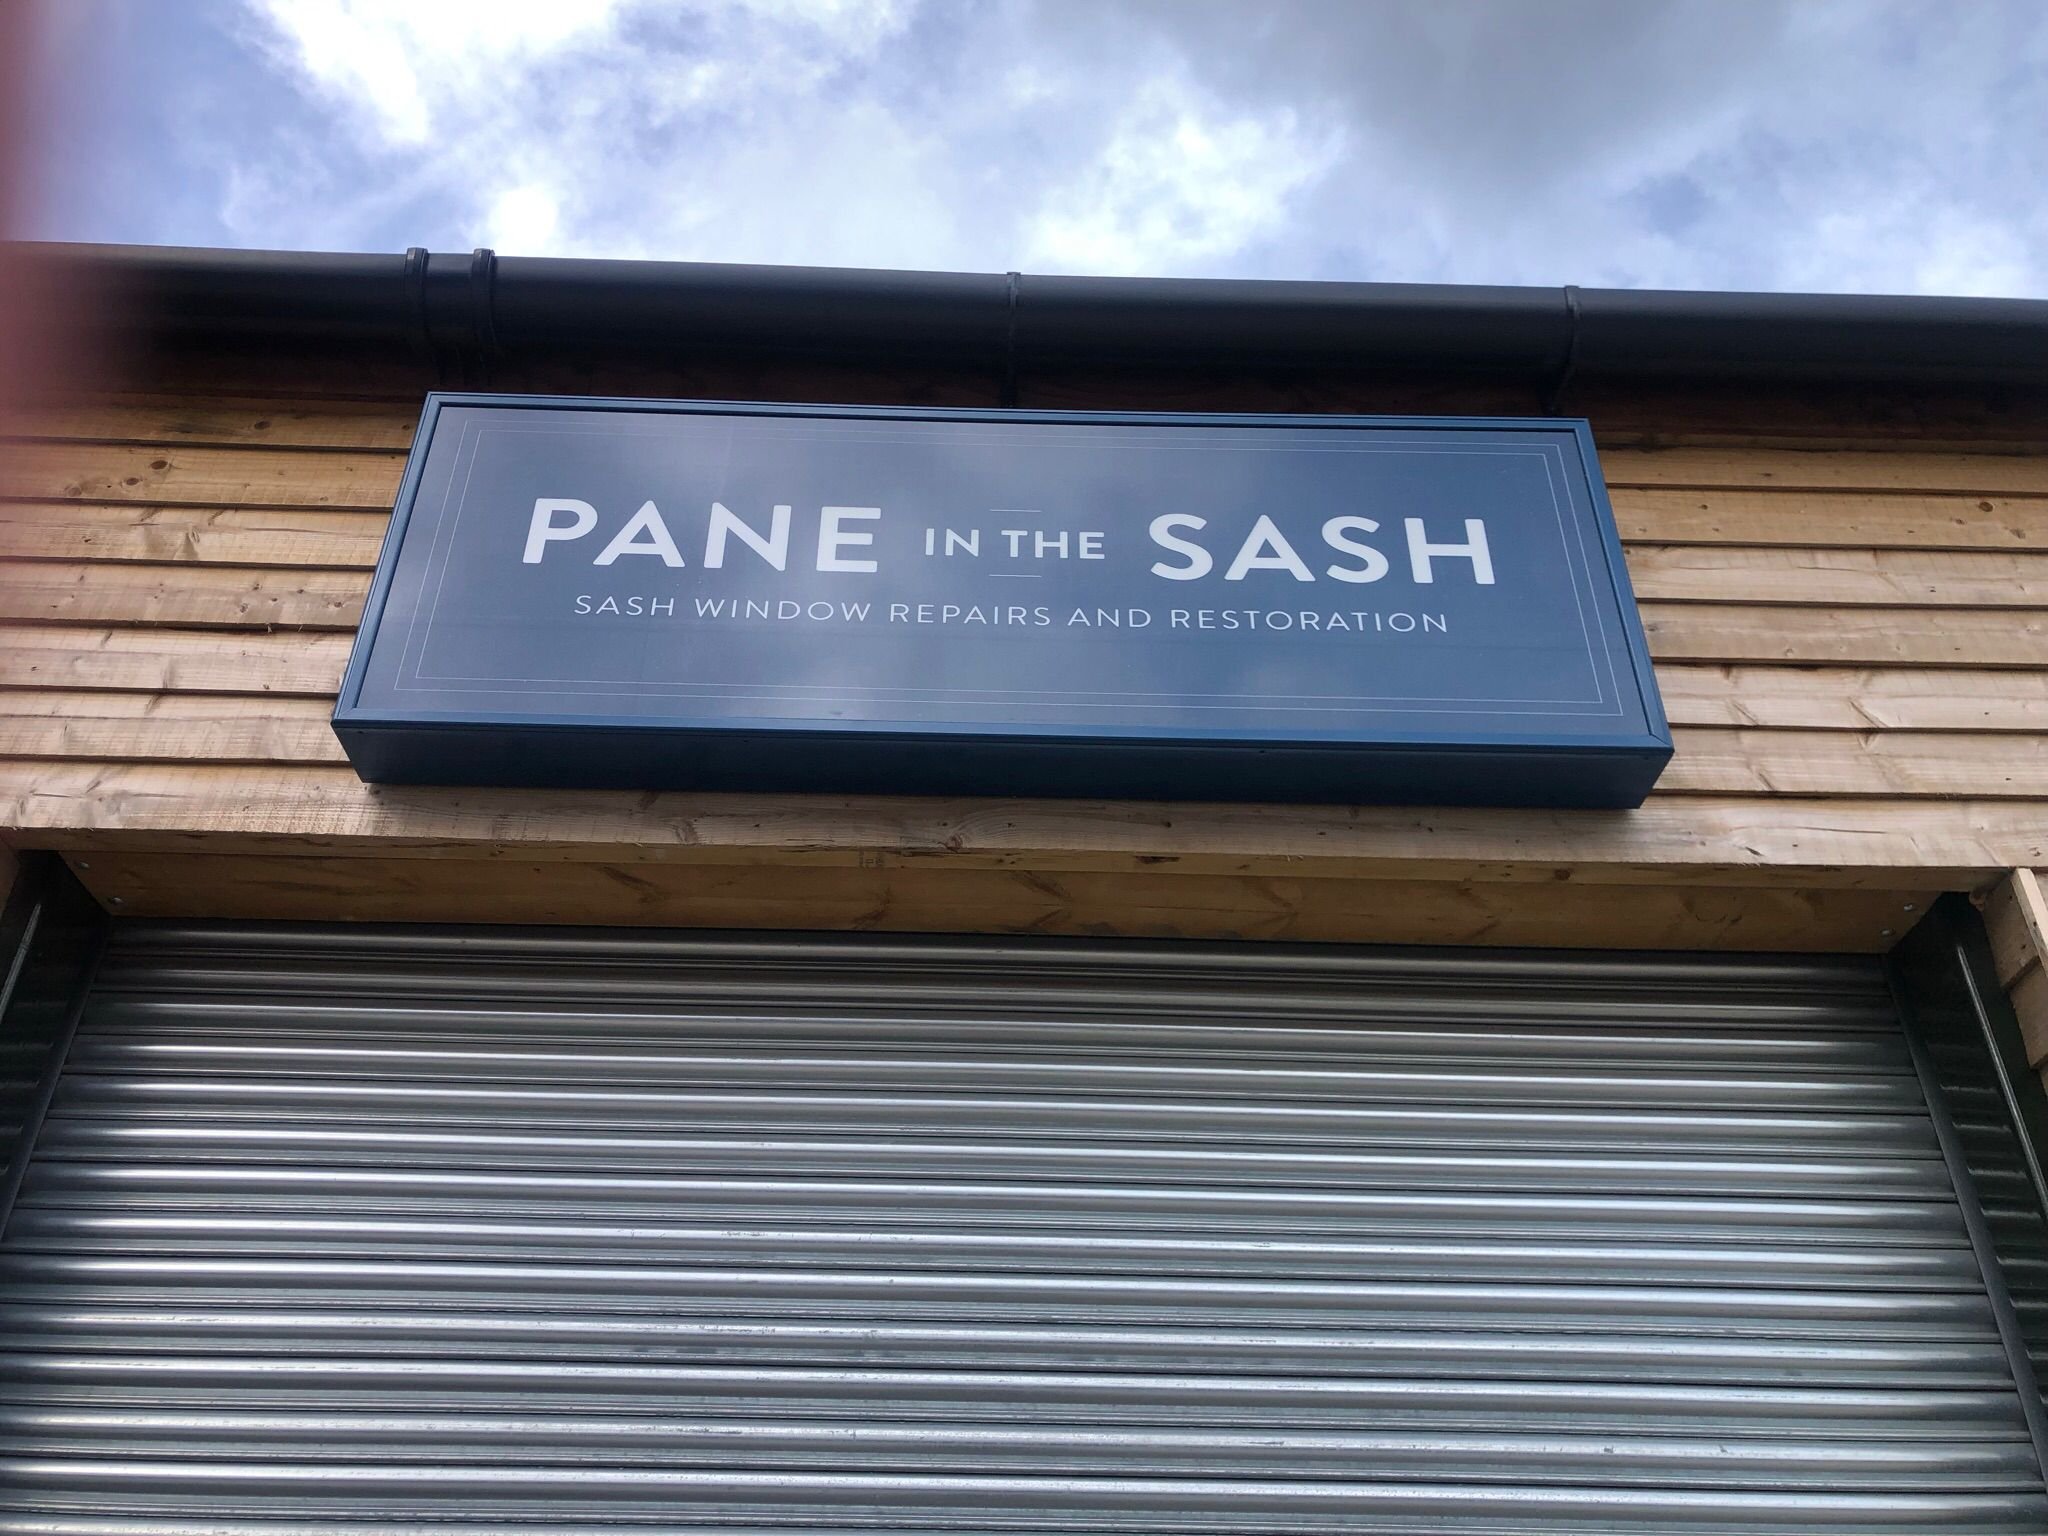 PANE IN THE SASH
SASH WINDOW REPAIRS AND RESTORATION